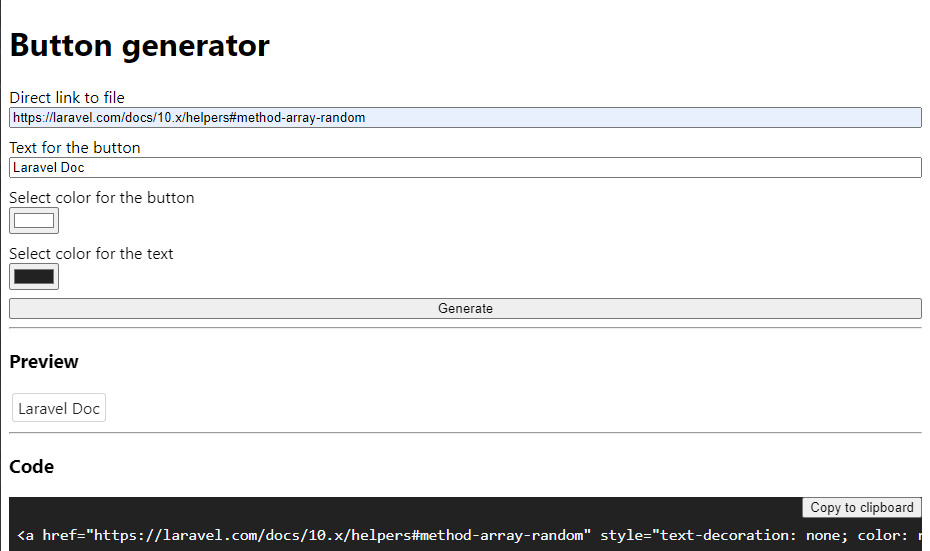 Button generator
Direct link to file
https://laravel.com/docs/10.x/helpers#method-array-random
Text for the button
Laravel Doc
Select color for the button
Select color for the text
Generate
Preview
Laravel Doc
Code
Copy to clipboard
<a href="https://laravel.com/docs/10.x/helpers#method-array-random" style="text-decoration: none; color: